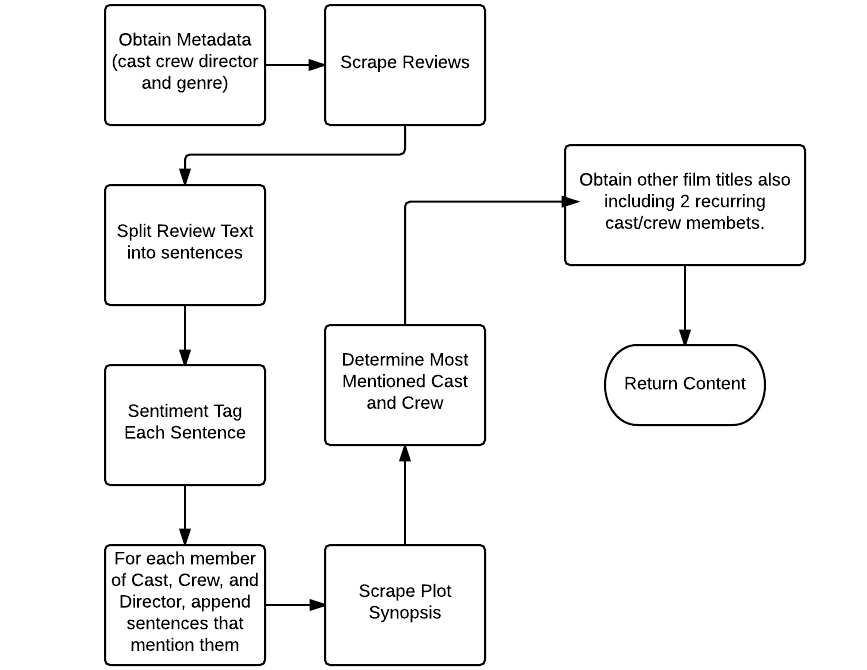 Obtain Metadata
(cast crew director
and genre)
Scrape Reviews
Split Review Text
into sentences
Sentiment Tag
Each Sentence
For each member
of Cast, Crew, and
Director, append
sentences that
mention them
Scrape Plot
Synopsis
Determine Most
Mentioned Cast
and Crew
Obtain other film titles also
including 2 recurring
cast/crew membets.
Return Content